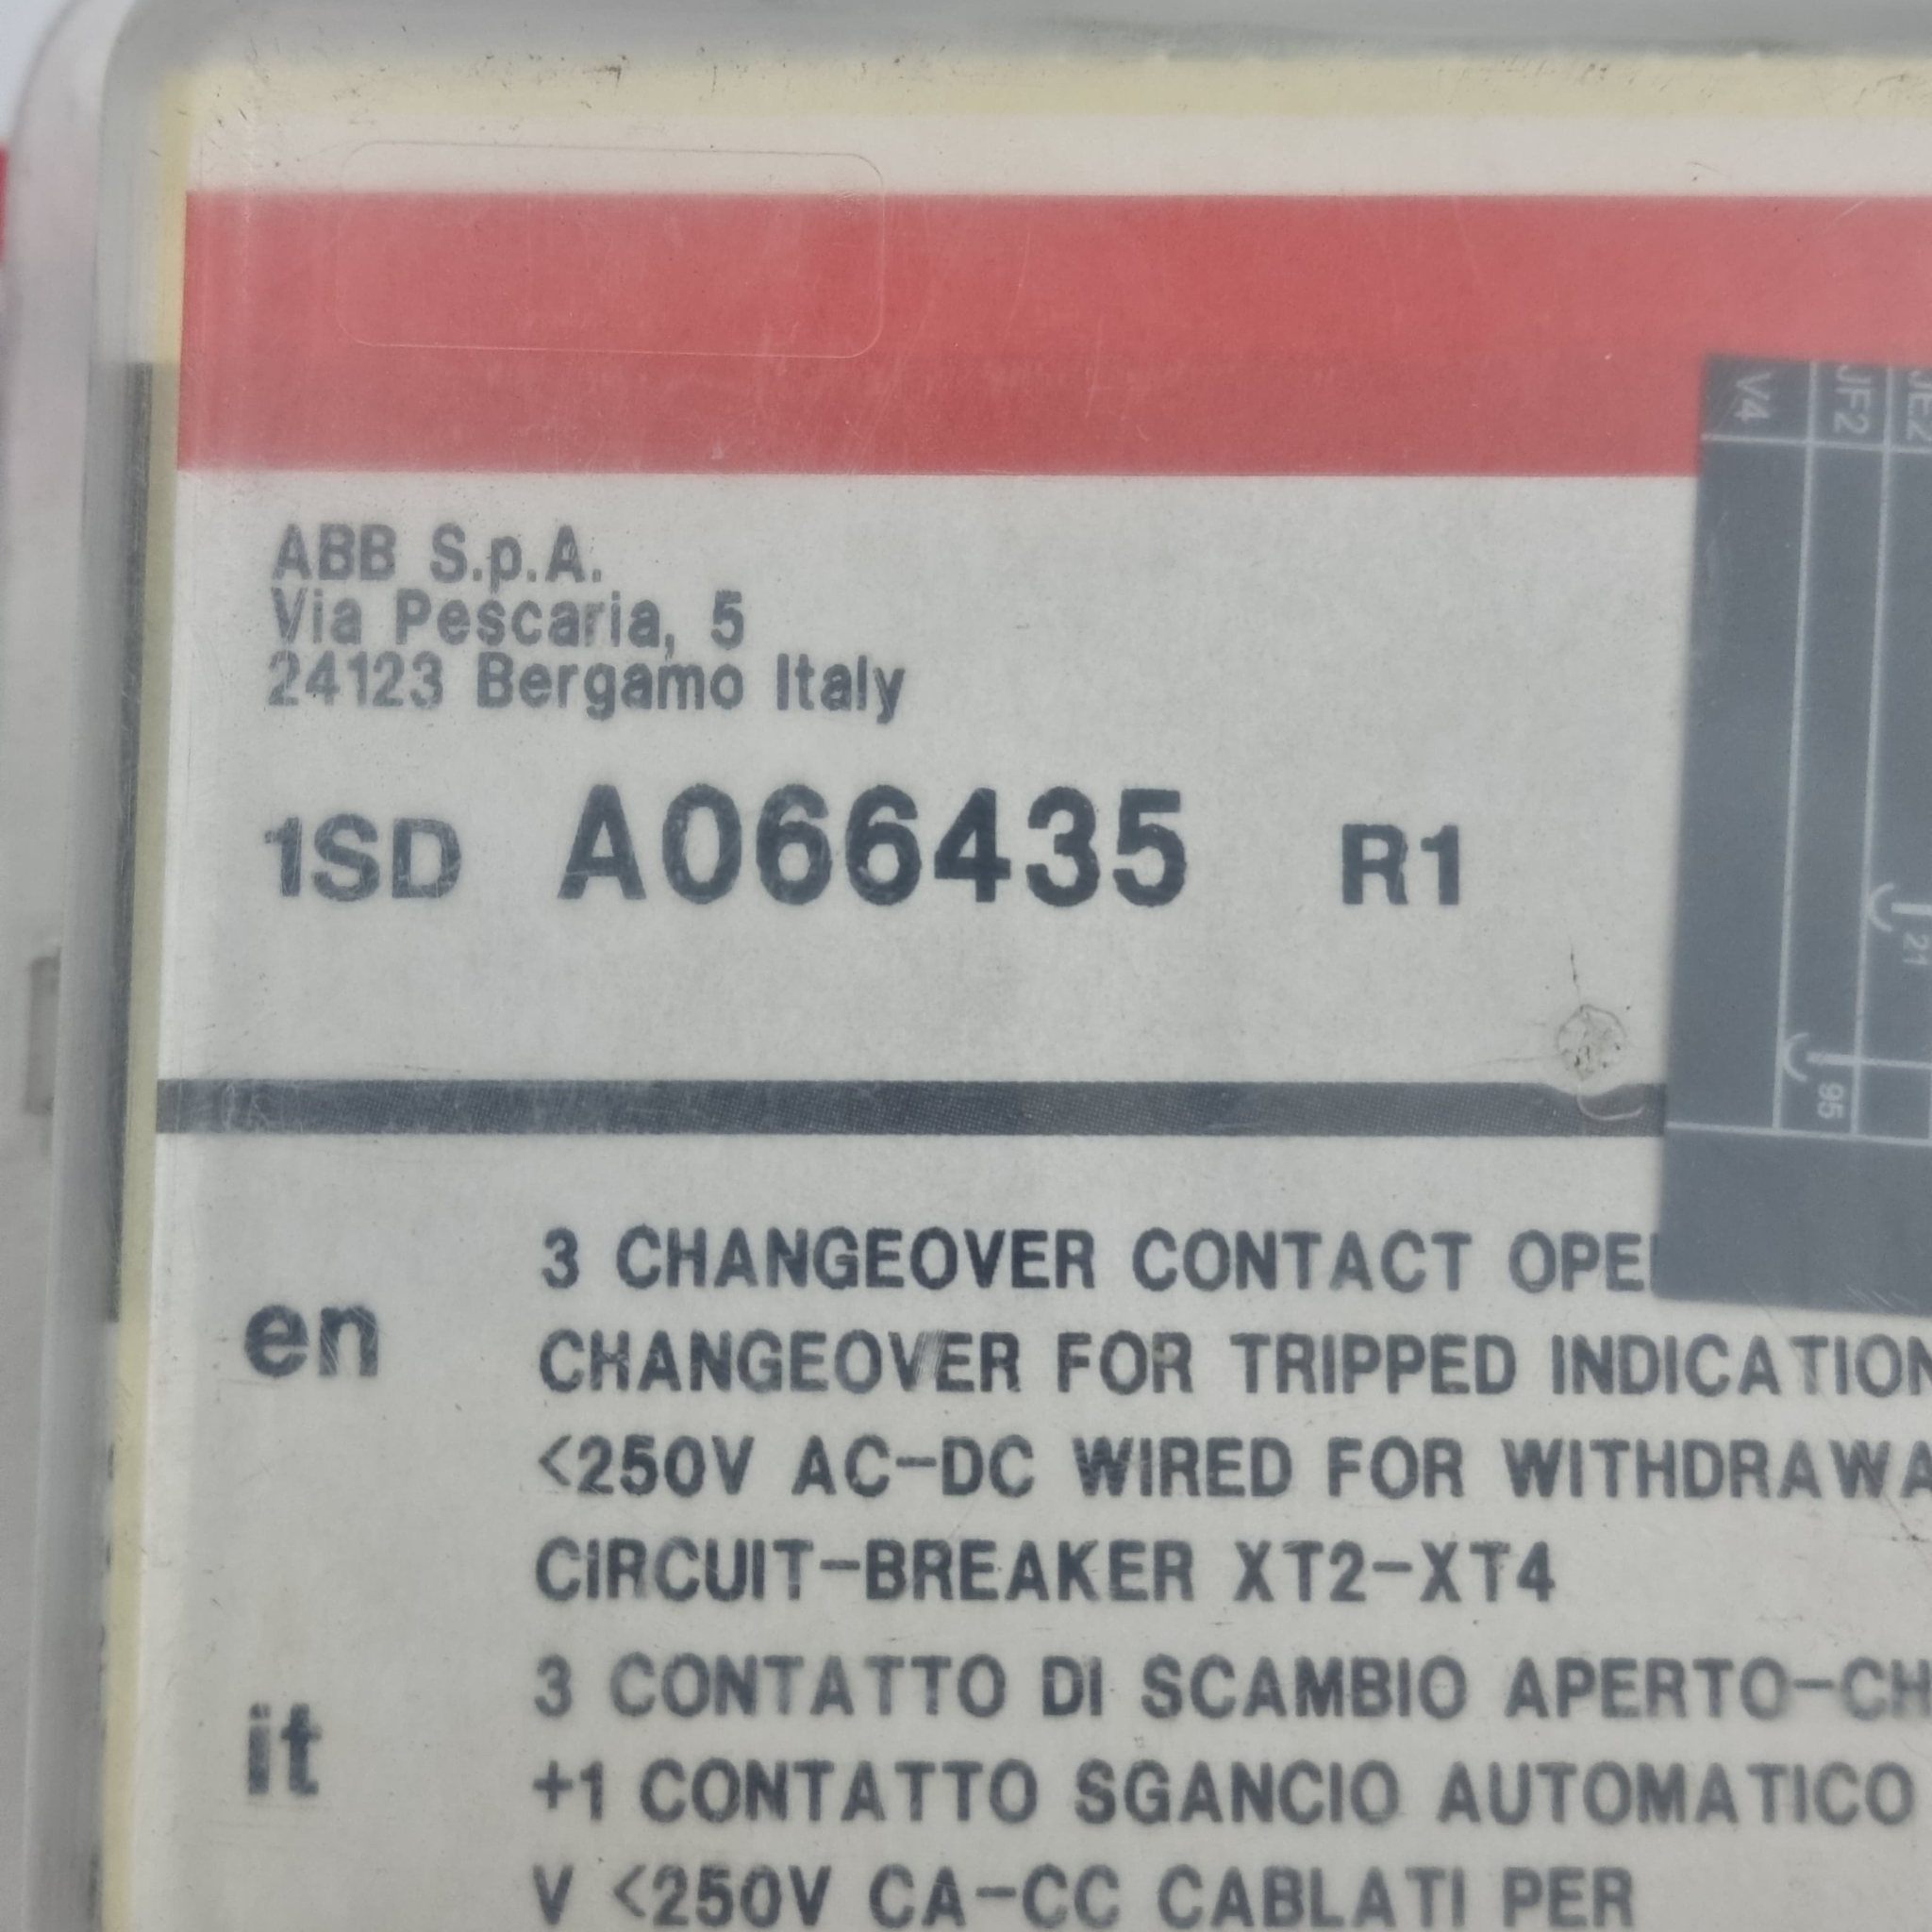 ABB S.p.A.
Via Pescaria, 5
24123 Bergamo Italy
1SD A066435 R1
V4
JF2
JE2
21
95
en
3 CHANGEOVER CONTACT OPE
CHANGEOVER FOR TRIPPED INDICATION
<250V AC-DC WIRED FOR WITHDRAWA
CIRCUIT-BREAKER XT2-XT4
it
3 CONTATTO DI SCAMBIO APERTO-CH
+1 CONTATTO SGANCIO AUTOMATICO
V <250V CA-CC CABLATI PER